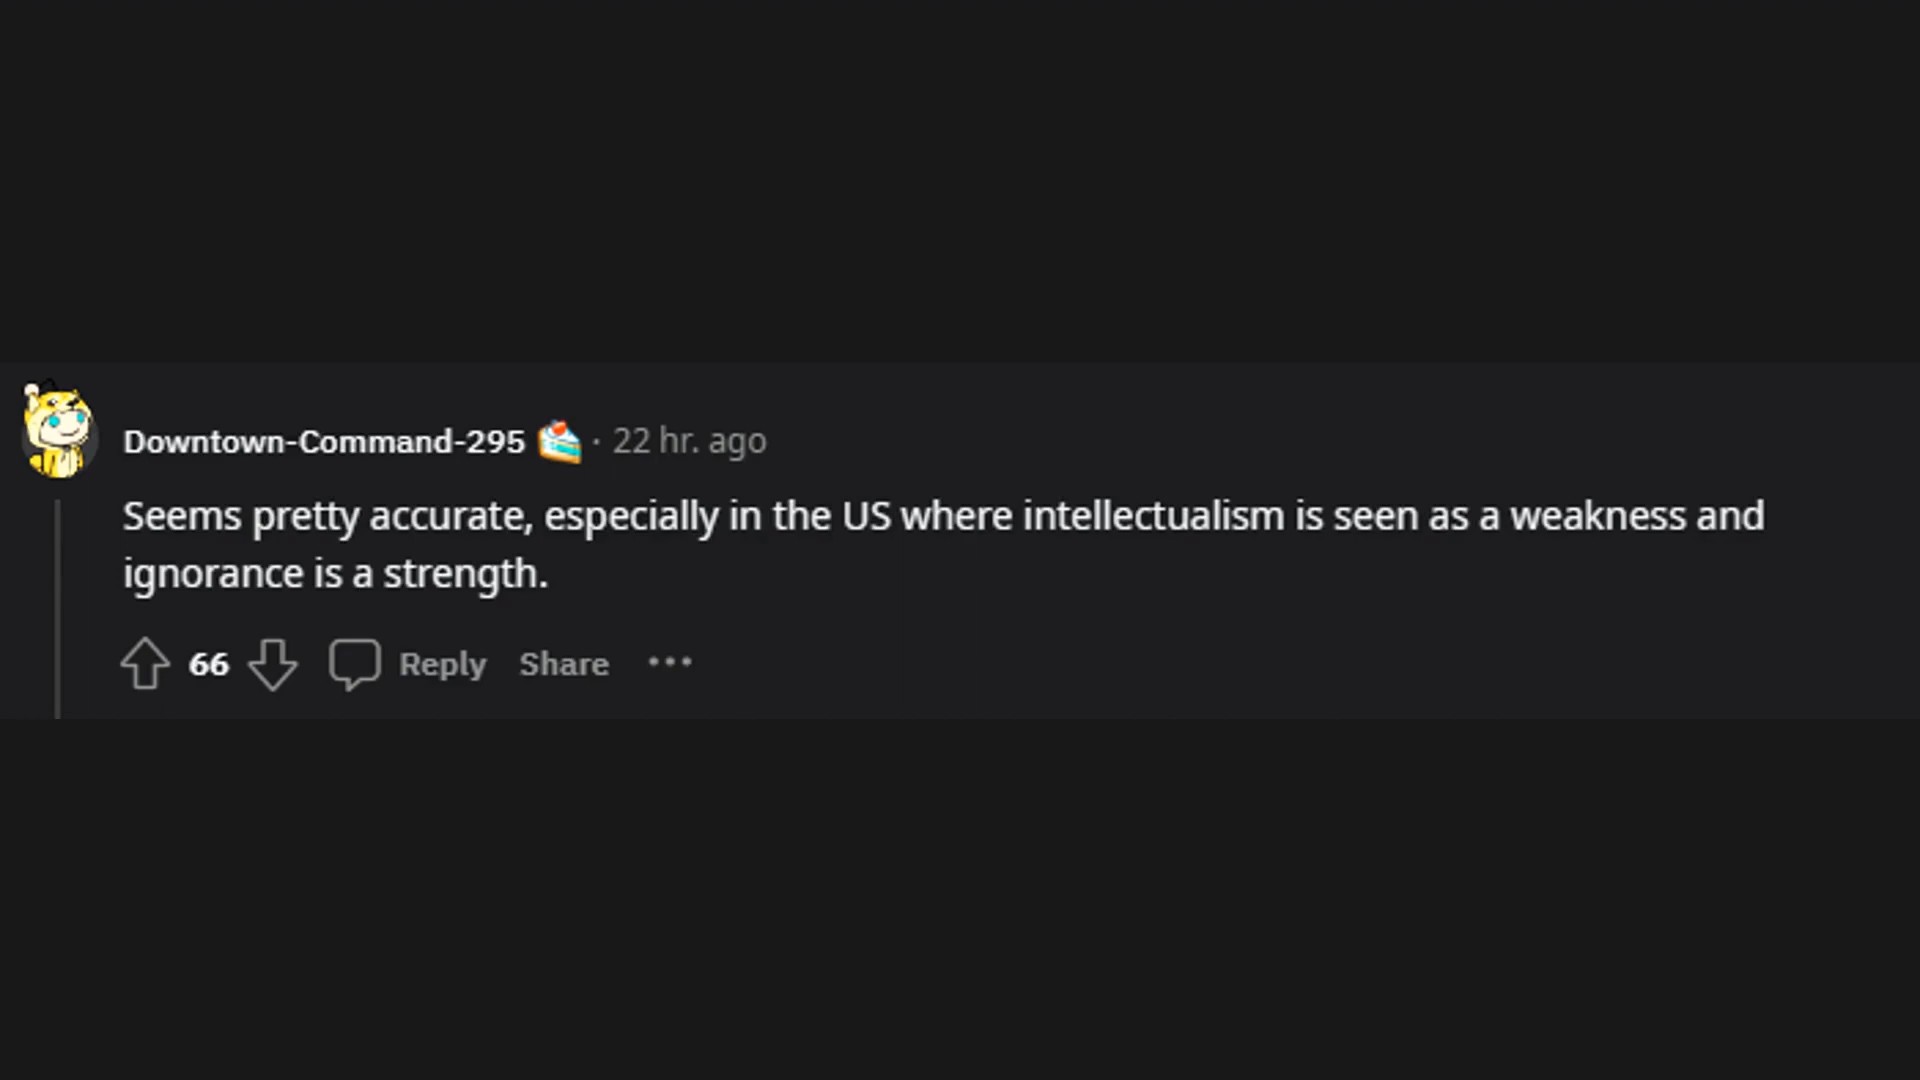 Downtown-Command-295 🍰 · 22 hr. ago
Seems pretty accurate, especially in the US where intellectualism is seen as a weakness and
ignorance is a strength.
66 Reply Share ···